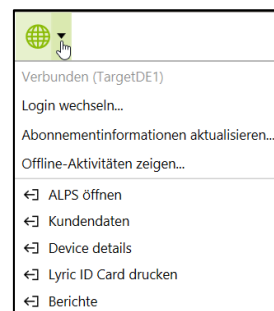 Verbunden (TargetDE1)
Login wechseln...
Abonnementinformationen aktualisieren...
Offline-Aktivitäten zeigen...
ALPS öffnen
Kundendaten
Device details
Lyric ID Card drucken
Berichte